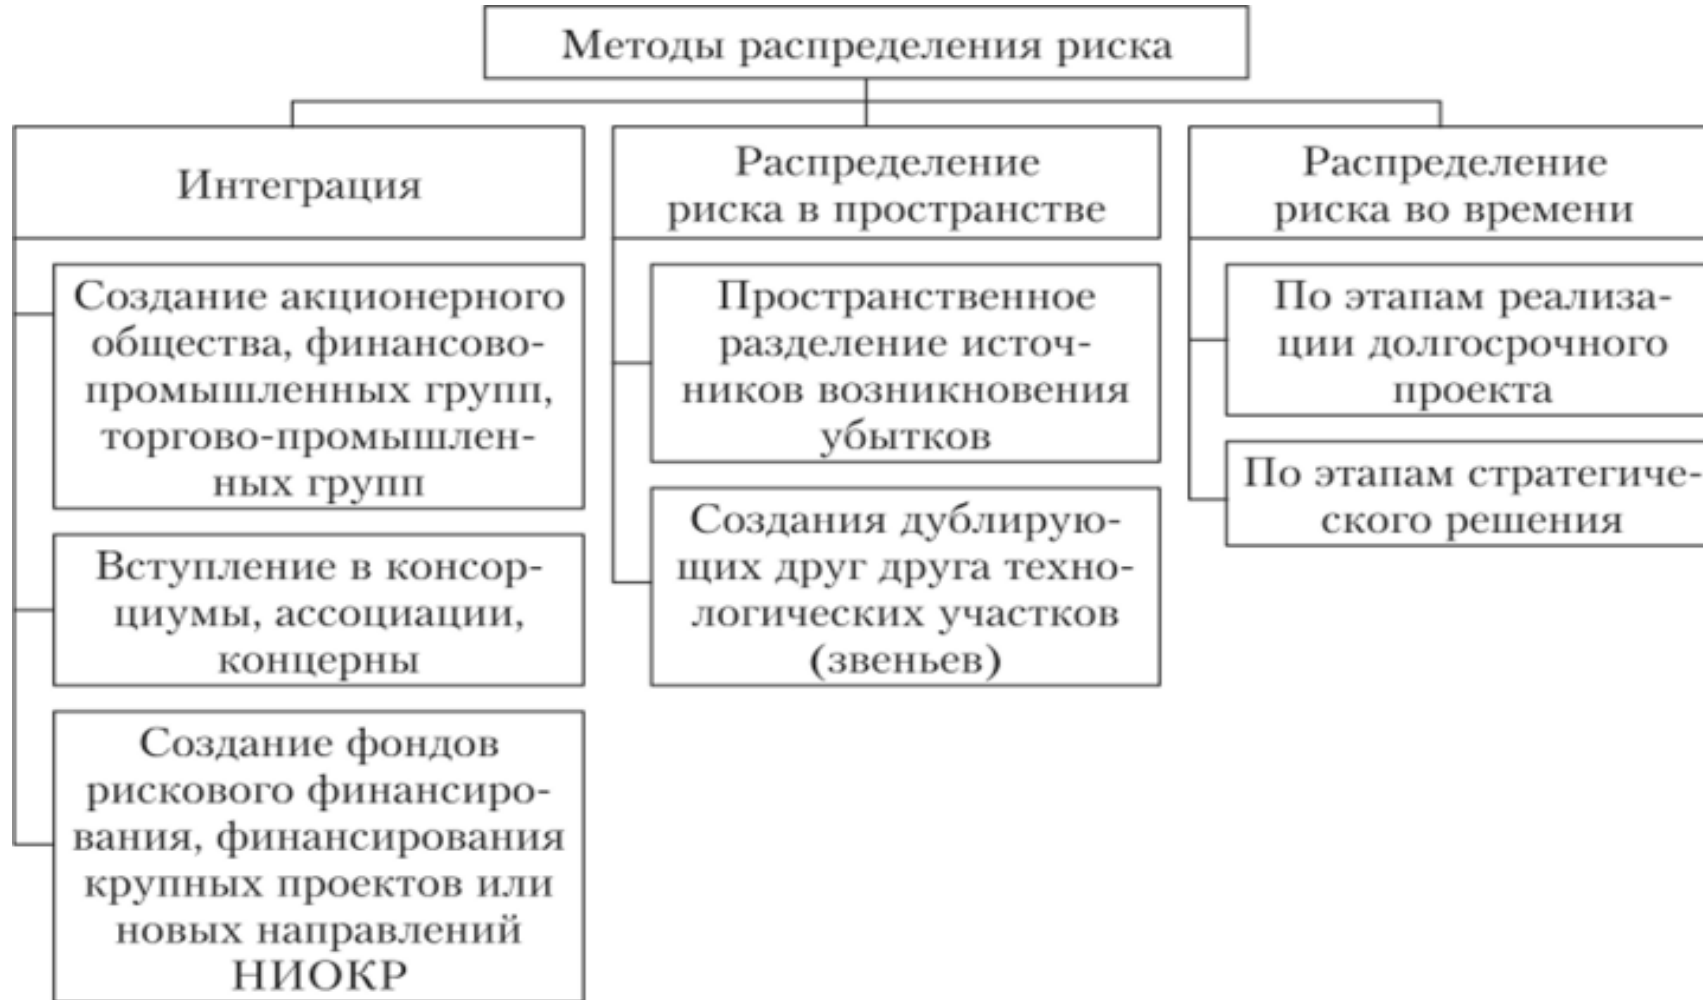 Методы распределения риска
Интеграция
Создание акционерного
общества, финансово-
промышленных групп,
торгово-промышлен-
ных групп
Вступление в консор-
циумы, ассоциации,
концерны
Создание фондов
рискового финансиро-
вания, финансирования
крупных проектов или
новых направлений
НИОКР
Распределение
риска в пространстве
Пространственное
разделение источ-
ников возникновения
убытков
Создания дублирую-
щих друг друга техно-
логических участков
(звеньев)
Распределение
риска во времени
По этапам реализа-
ции долгосрочного
проекта
По этапам стратегиче-
ского решения